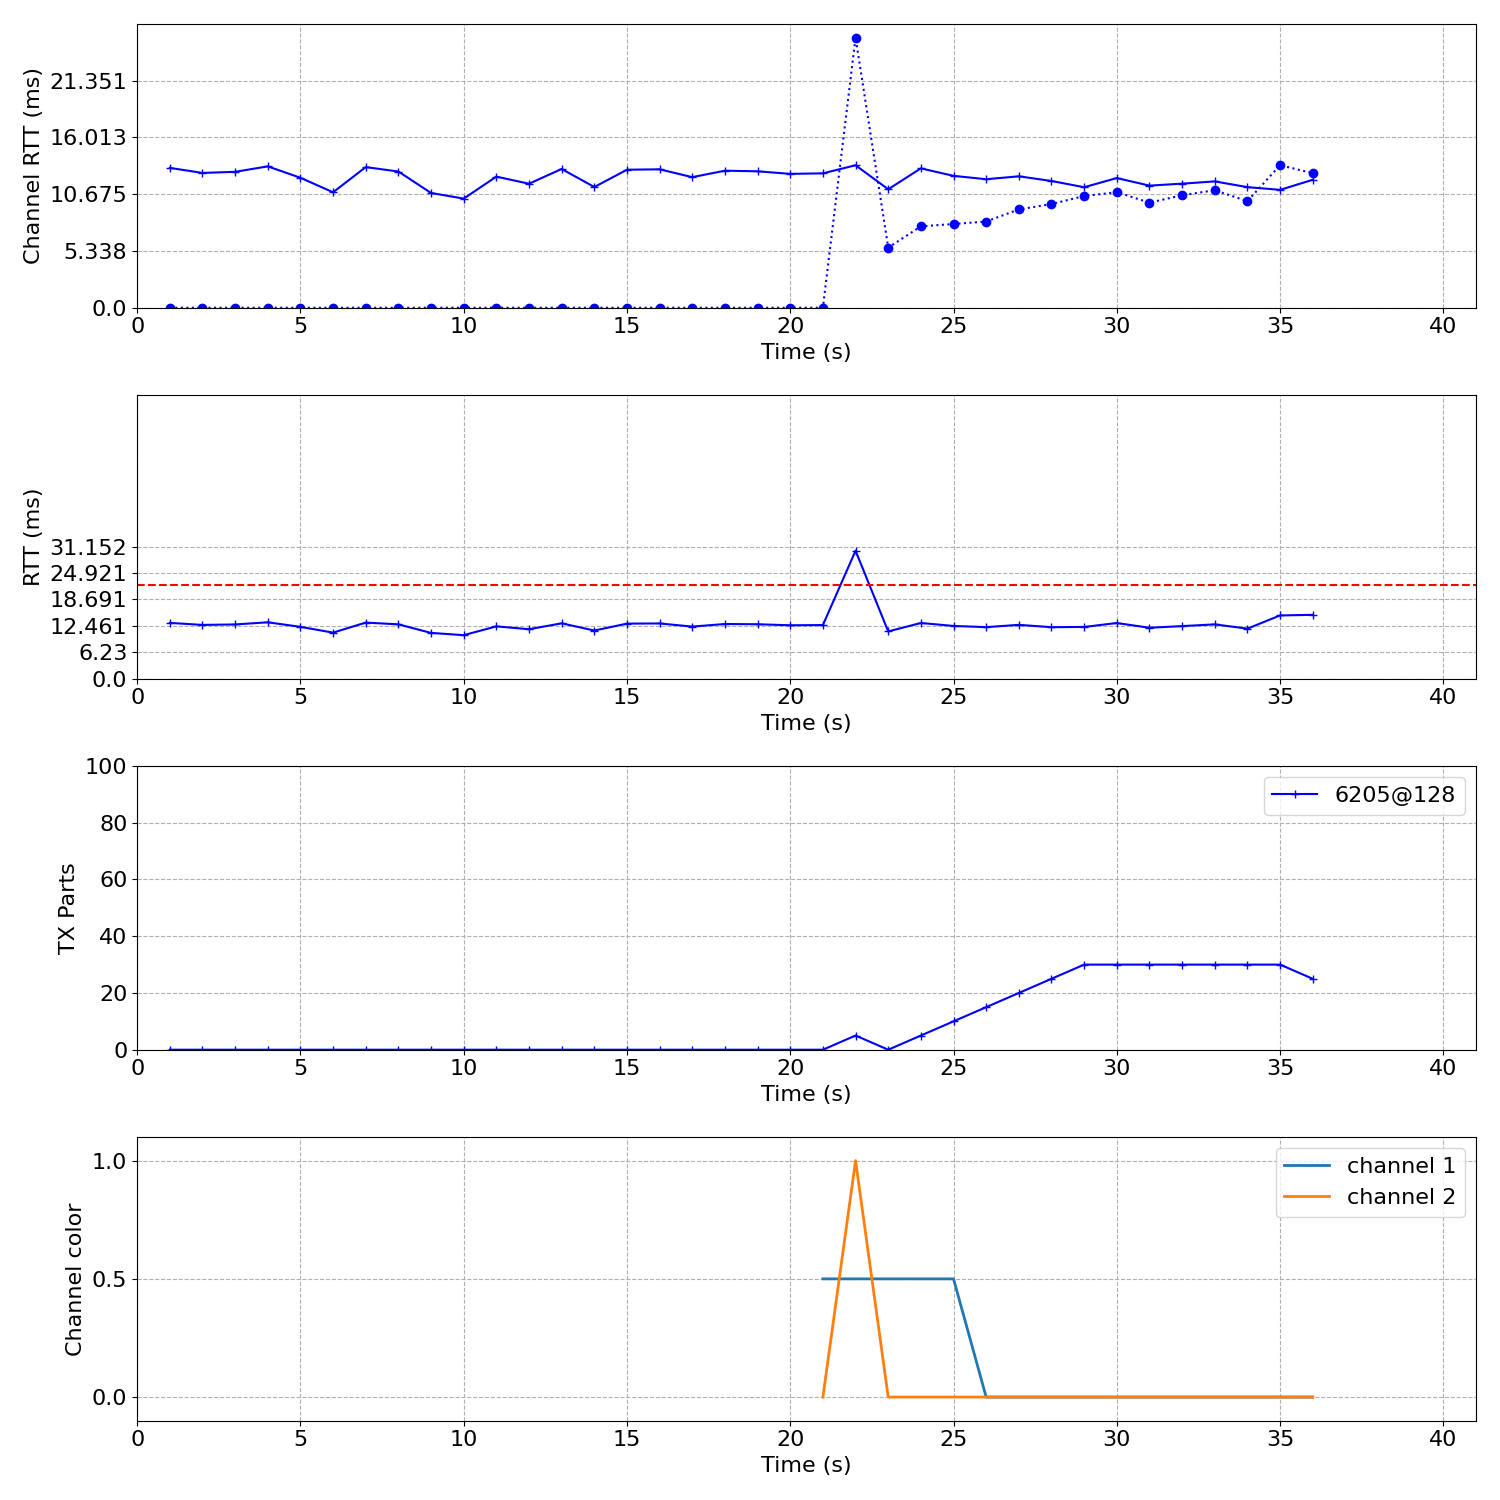 21.351
16.013
10.675
5.338
0.0
Channel RTT (ms)
0 5 10 15 20 25 30 35 40
Time (s)
31.152
24.921
18.691
12.461
6.23
0.0
RTT (ms)
0 5 10 15 20 25 30 35 40
Time (s)
100
80
60
40
20
0
TX Parts
6205@128
0 5 10 15 20 25 30 35 40
Time (s)
1.0
0.5
0.0
Channel color
channel 1
channel 2
0 5 10 15 20 25 30 35 40
Time (s)